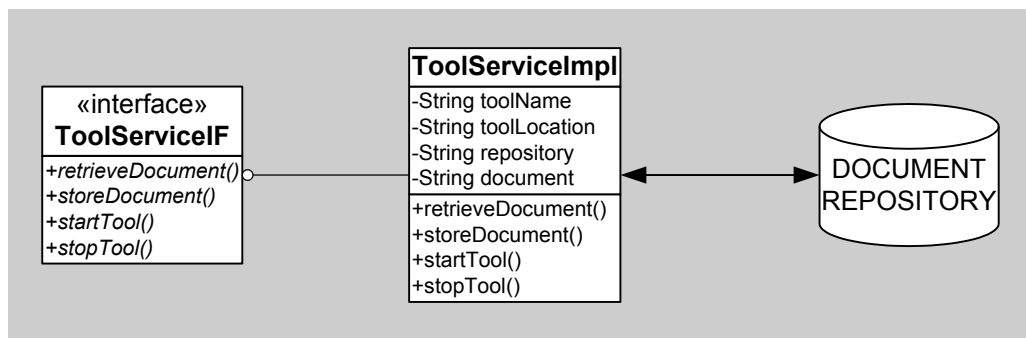 «interface»
ToolServiceIF
+retrieveDocument()
+storeDocument()
+startTool()
+stopTool()
ToolServiceImpl
-String toolName
-String toolLocation
-String repository
-String document
+retrieveDocument()
+storeDocument()
+startTool()
+stopTool()
DOCUMENT
REPOSITORY